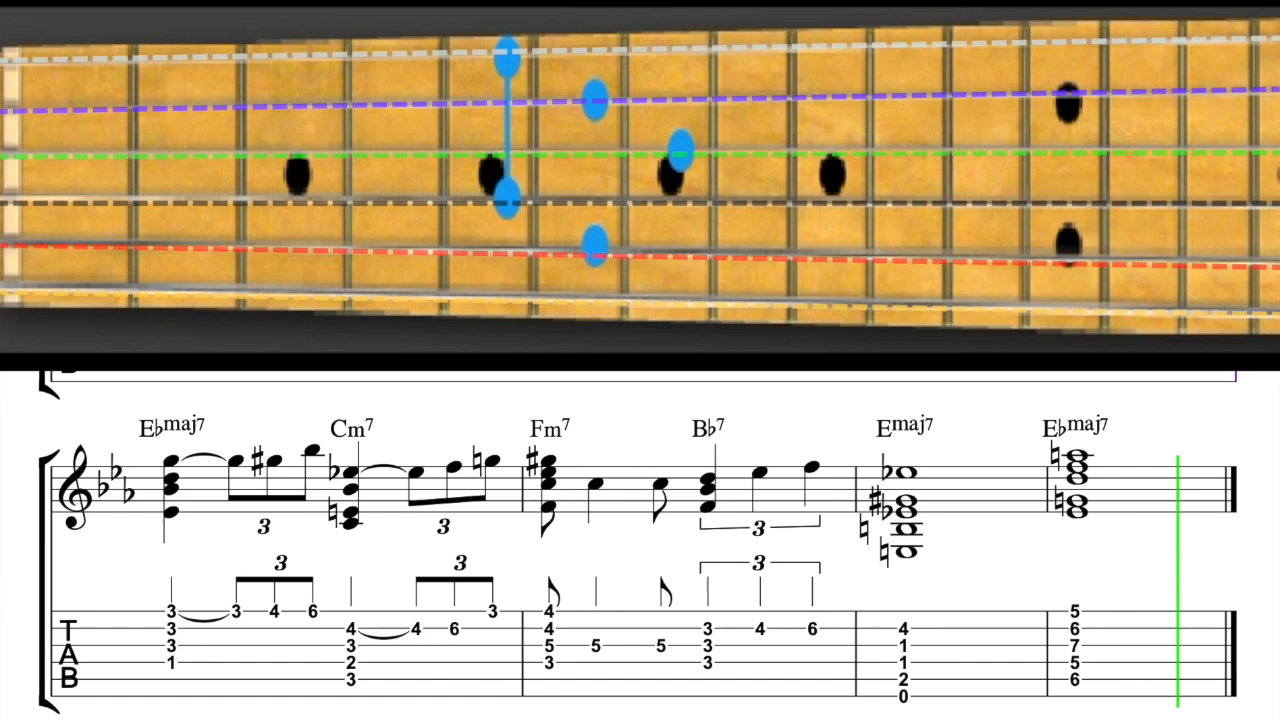 E♭maj7 Cm7 Fm7 B♭7 Emaj7 E♭maj7
3 3 3
3 3 3
3 3 4 6 3 4 5
3 4 4 6 4 3 4 6 4 6
3 3 5 5 5 3 1 7
1 2 3 3 1 5
3 2 6
0
T
A
B